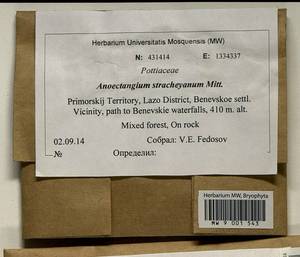 Herbarium Universitatis Mosquensis (MW)
N: 431414 E: 1334337
Pottiaceae
Anoectangium stracheyanum Mitt.
Primorskij Territory, Lazo District, Benevskoe settl.
Vicinity, path to Benevskie waterfalls, 410 m. alt.
Mixed forest, On rock
02.09.14 Собрал: V.E. Fedosov
№ Определил:
Herbarium MW, Bryophyta
MW 9 001 543